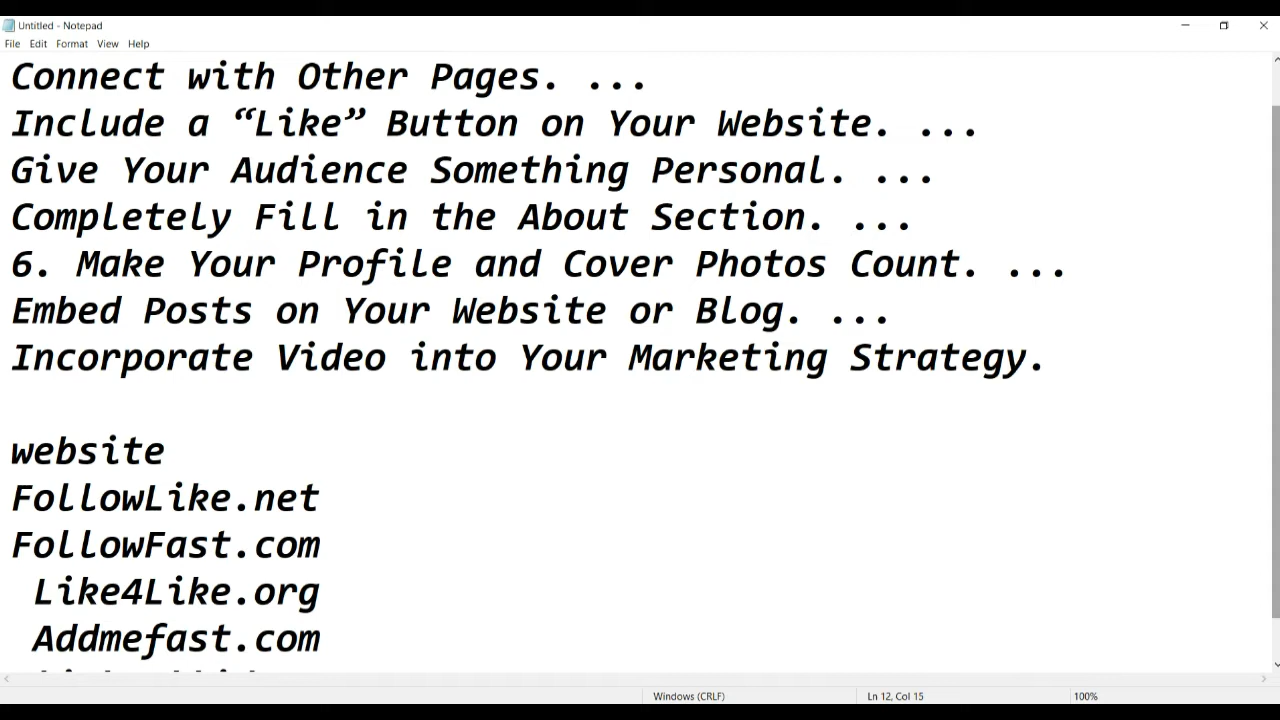 Untitled - Notepad
File Edit Format View Help
Connect with Other Pages. ...
Include a “Like” Button on Your Website. ...
Give Your Audience Something Personal. ...
Completely Fill in the About Section. ...
6. Make Your Profile and Cover Photos Count. ...
Embed Posts on Your Website or Blog. ...
Incorporate Video into Your Marketing Strategy.
website
FollowLike.net
FollowFast.com
Like4Like.org
Addmefast.com
Windows (CRLF) Ln 12, Col 15 100%